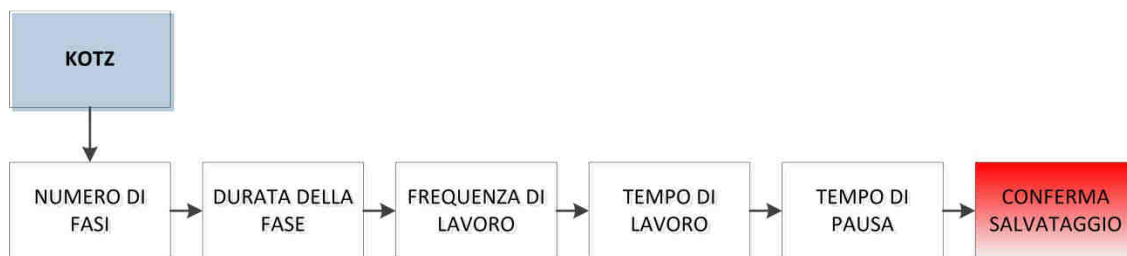 KOTZ
NUMERO DI
FASI
DURATA DELLA
FASE
FREQUENZA DI
LAVORO
TEMPO DI
LAVORO
TEMPO DI
PAUSA
CONFERMA
SALVATAGGIO